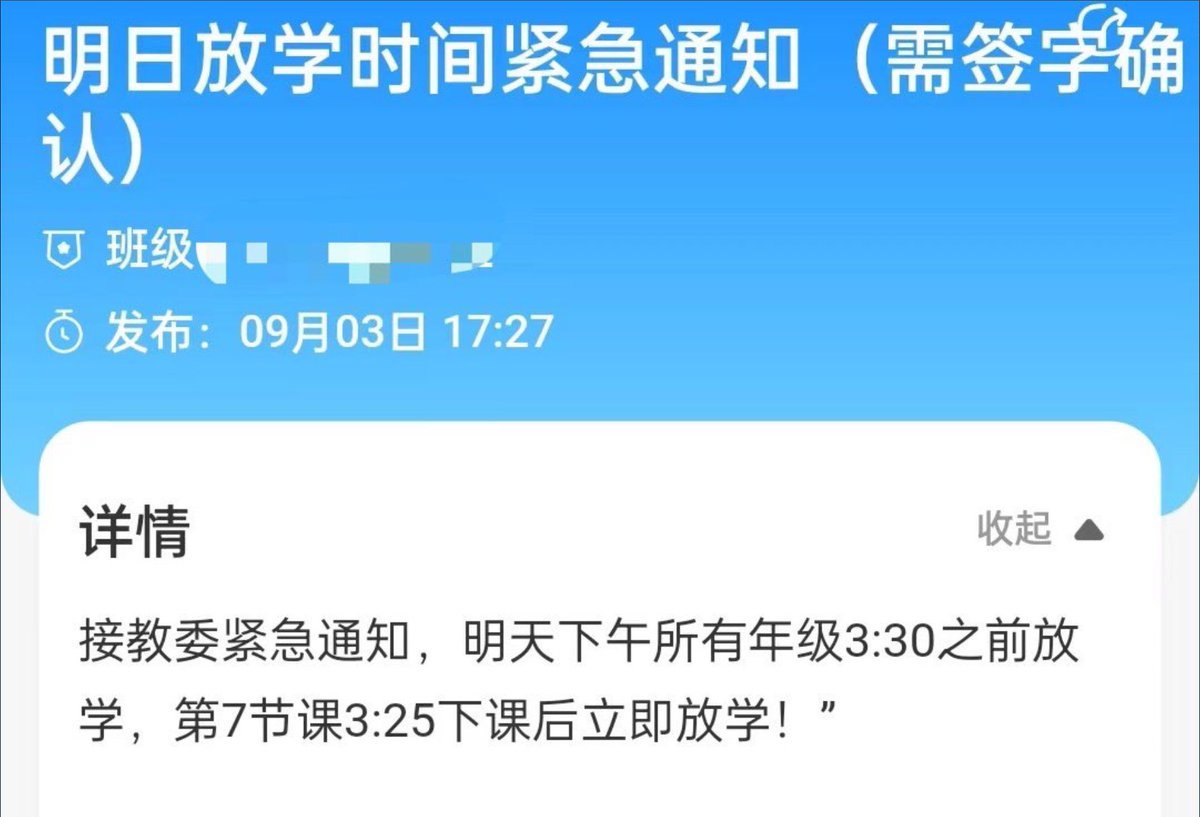 明日放学时间紧急通知（需签字确
认）
班级
发布：09月03日 17:27
详情
收起
接教委紧急通知，明天下午所有年级3:30之前放
学，第7节课3:25下课后立即放学！”